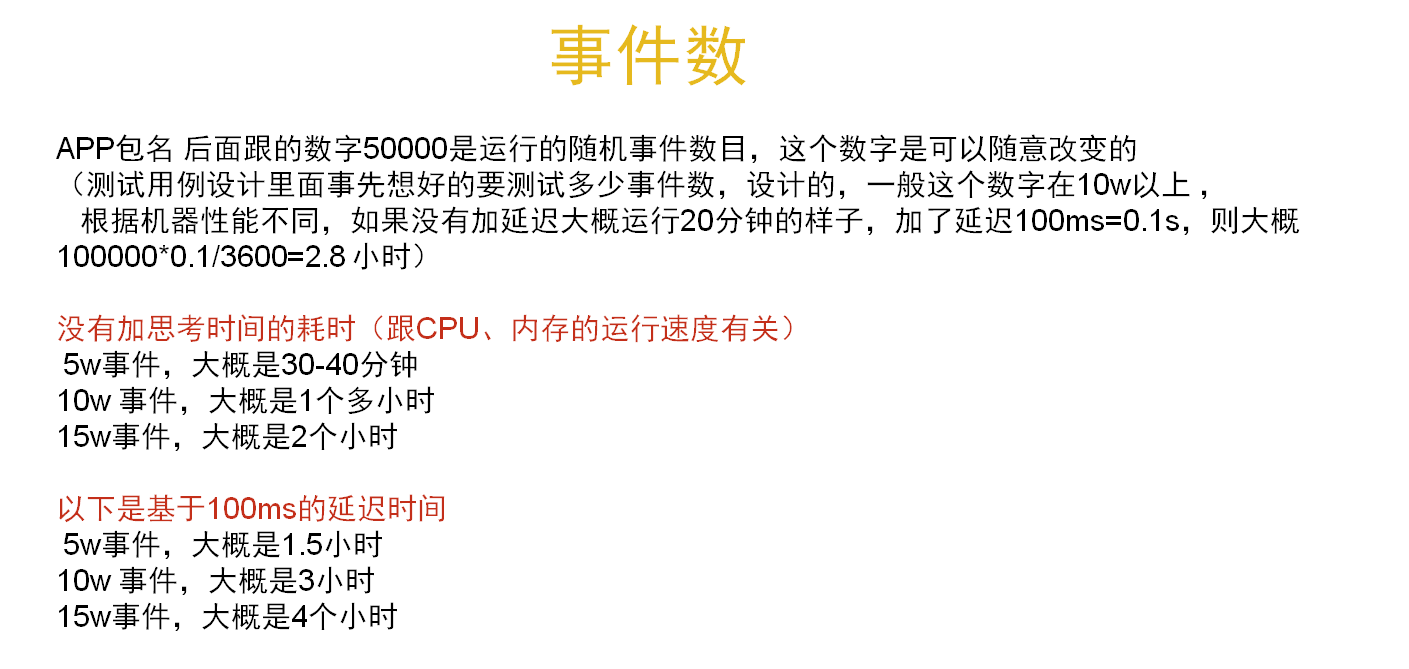 事件数
APP包名 后面跟的数字50000是运行的随机事件数目，这个数字是可以随意改变的
（测试用例设计里面事先想好的要测试多少事件数，设计的，一般这个数字在10w以上 ，
根据机器性能不同，如果没有加延迟大概运行20分钟的样子，加了延迟100ms=0.1s，则大概
100000*0.1/3600=2.8 小时）
没有加思考时间的耗时（跟CPU、内存的运行速度有关）
5w事件，大概是30-40分钟
10w 事件，大概是1个多小时
15w事件，大概是2个小时
以下是基于100ms的延迟时间
5w事件，大概是1.5小时
10w 事件，大概是3小时
15w事件，大概是4个小时